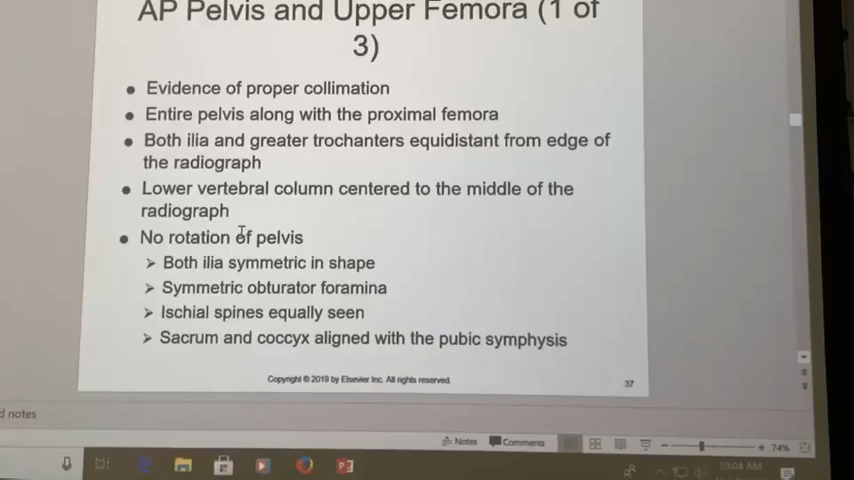 AP Pelvis and Upper Femora (1 of
3)
● Evidence of proper collimation
● Entire pelvis along with the proximal femora
● Both ilia and greater trochanters equidistant from edge of
the radiograph
● Lower vertebral column centered to the middle of the
radiograph
● No rotation of pelvis
➢ Both ilia symmetric in shape
➢ Symmetric obturator foramina
➢ Ischial spines equally seen
➢ Sacrum and coccyx aligned with the pubic symphysis
Copyright © 2019 by Elsevier Inc. All rights reserved.
37
d notes
Notes
Comments
74%
10:04 AM